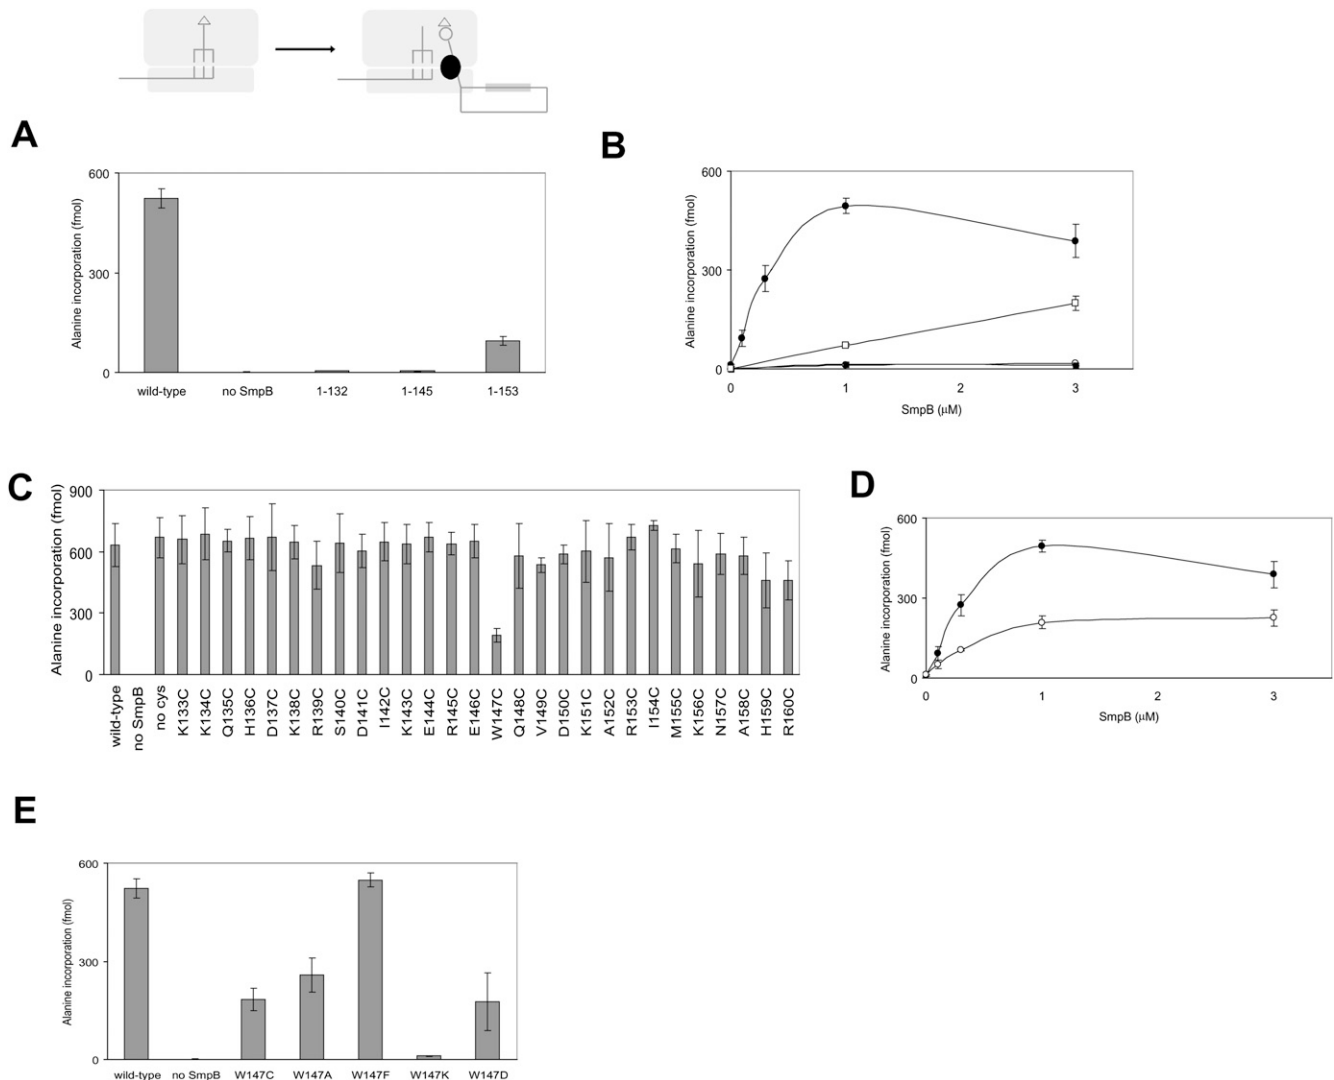 A
600
300
0
Alanine incorporation (fmol)
wild-type no SmpB 1-132 1-145 1-153
B
600
300
0
Alanine incorporation (fmol)
0 1 2 3
SmpB (μM)
C
900
600
300
0
Alanine incorporation (fmol)
wild-type
no SmpB
no cys
K133C
K134C
Q135C
H136C
D137C
K138C
R139C
S140C
D141C
I142C
K143C
E144C
R145C
E146C
W147C
Q148C
V149C
D150C
K151C
A152C
R153C
I154C
M155C
K156C
N157C
A158C
H159C
R160C
D
600
300
0
Alanine incorporation (fmol)
0 1 2 3
SmpB (μM)
E
600
300
0
Alanine incorporation (fmol)
wild-type no SmpB W147C W147A W147F W147K W147D